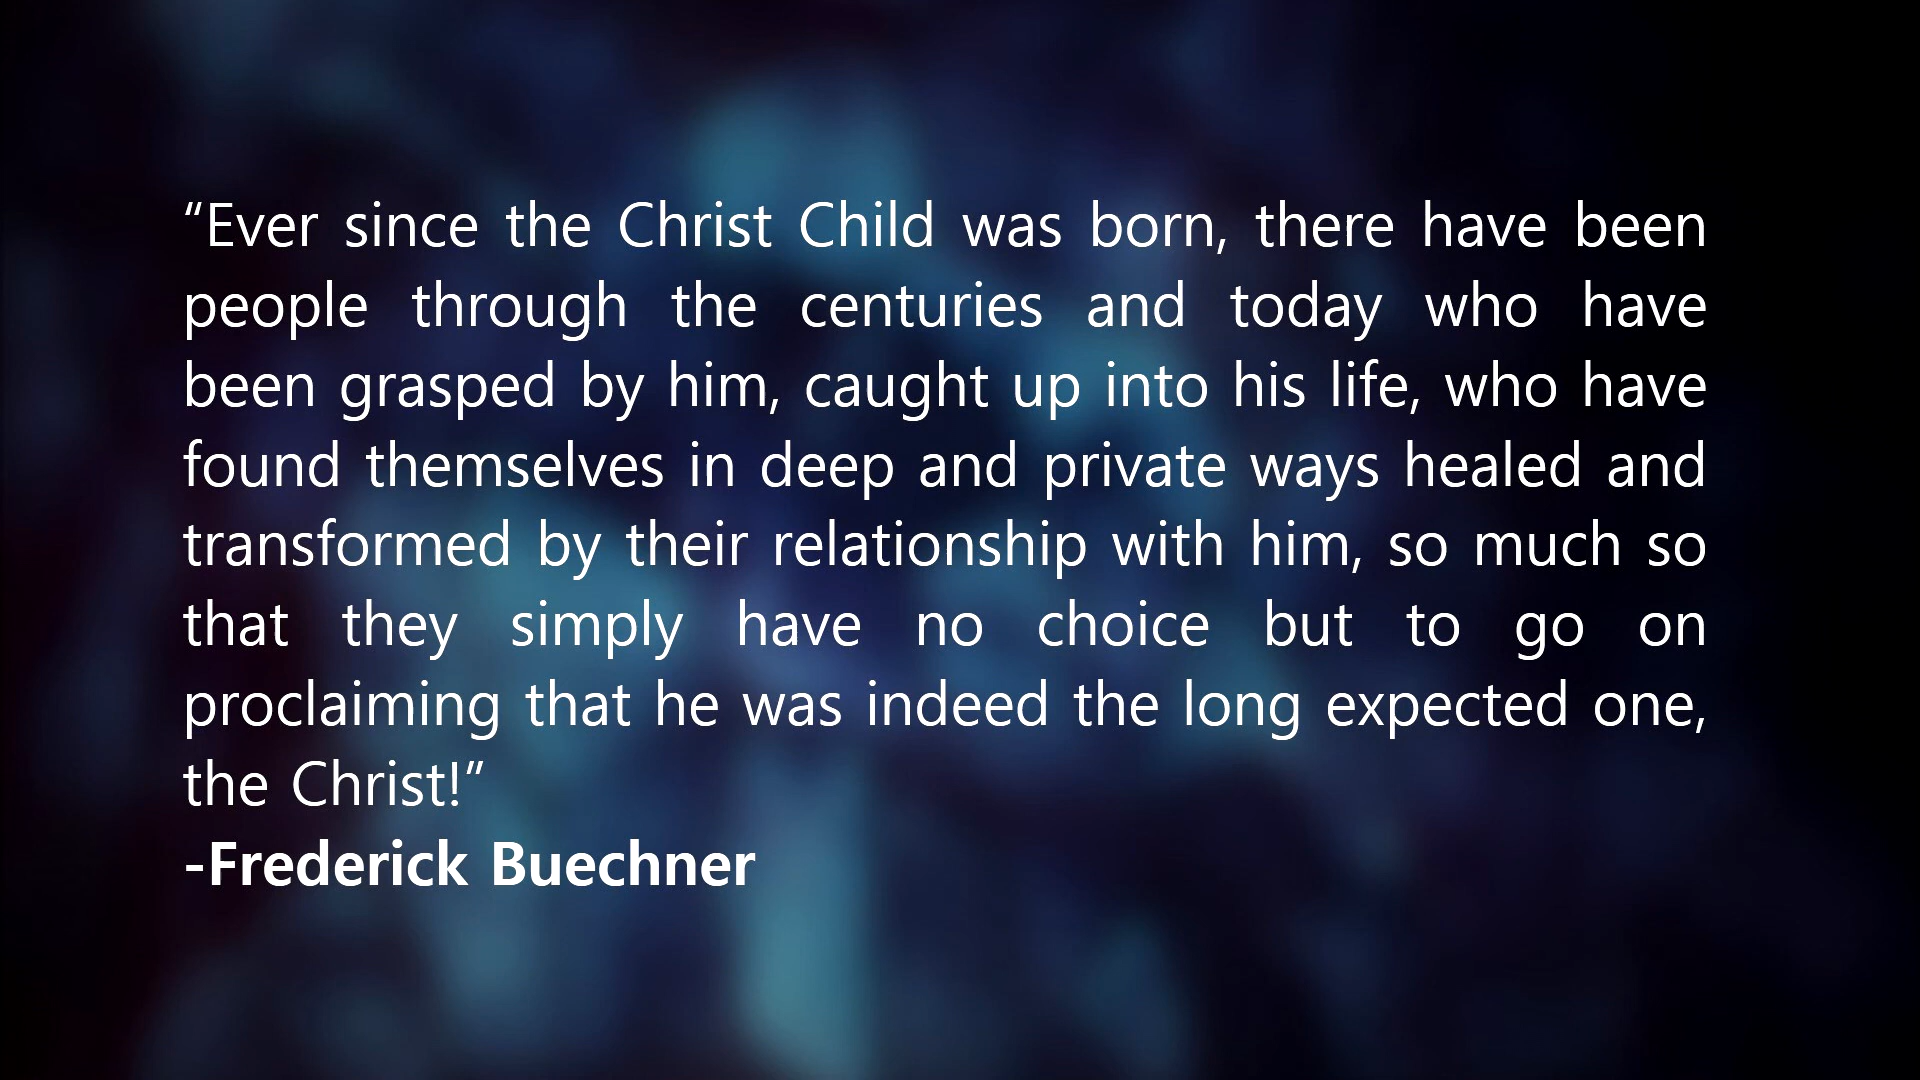 “Ever since the Christ Child was born, there have been
people through the centuries and today who have
been grasped by him, caught up into his life, who have
found themselves in deep and private ways healed and
transformed by their relationship with him, so much so
that they simply have no choice but to go on
proclaiming that he was indeed the long expected one,
the Christ!”
-Frederick Buechner